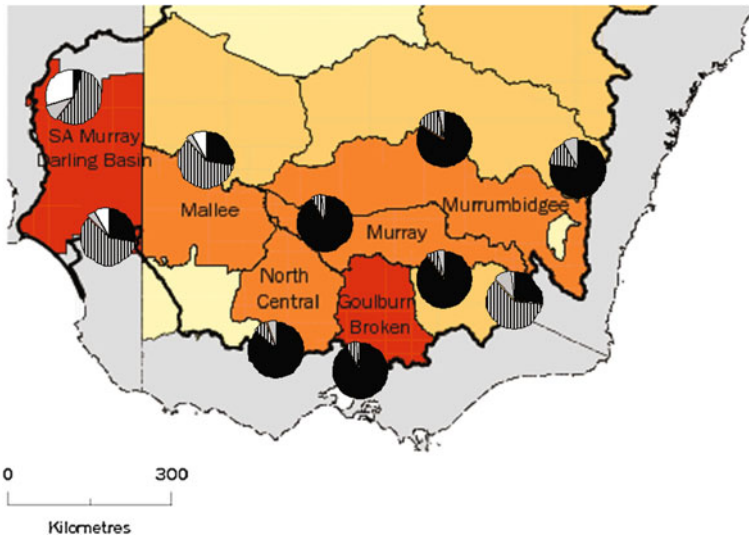 SA Murray
Darling Basin
Mallee
Murrumbidgee
Murray
North
Central
Goulburn
Broken
0 300
Kilometres